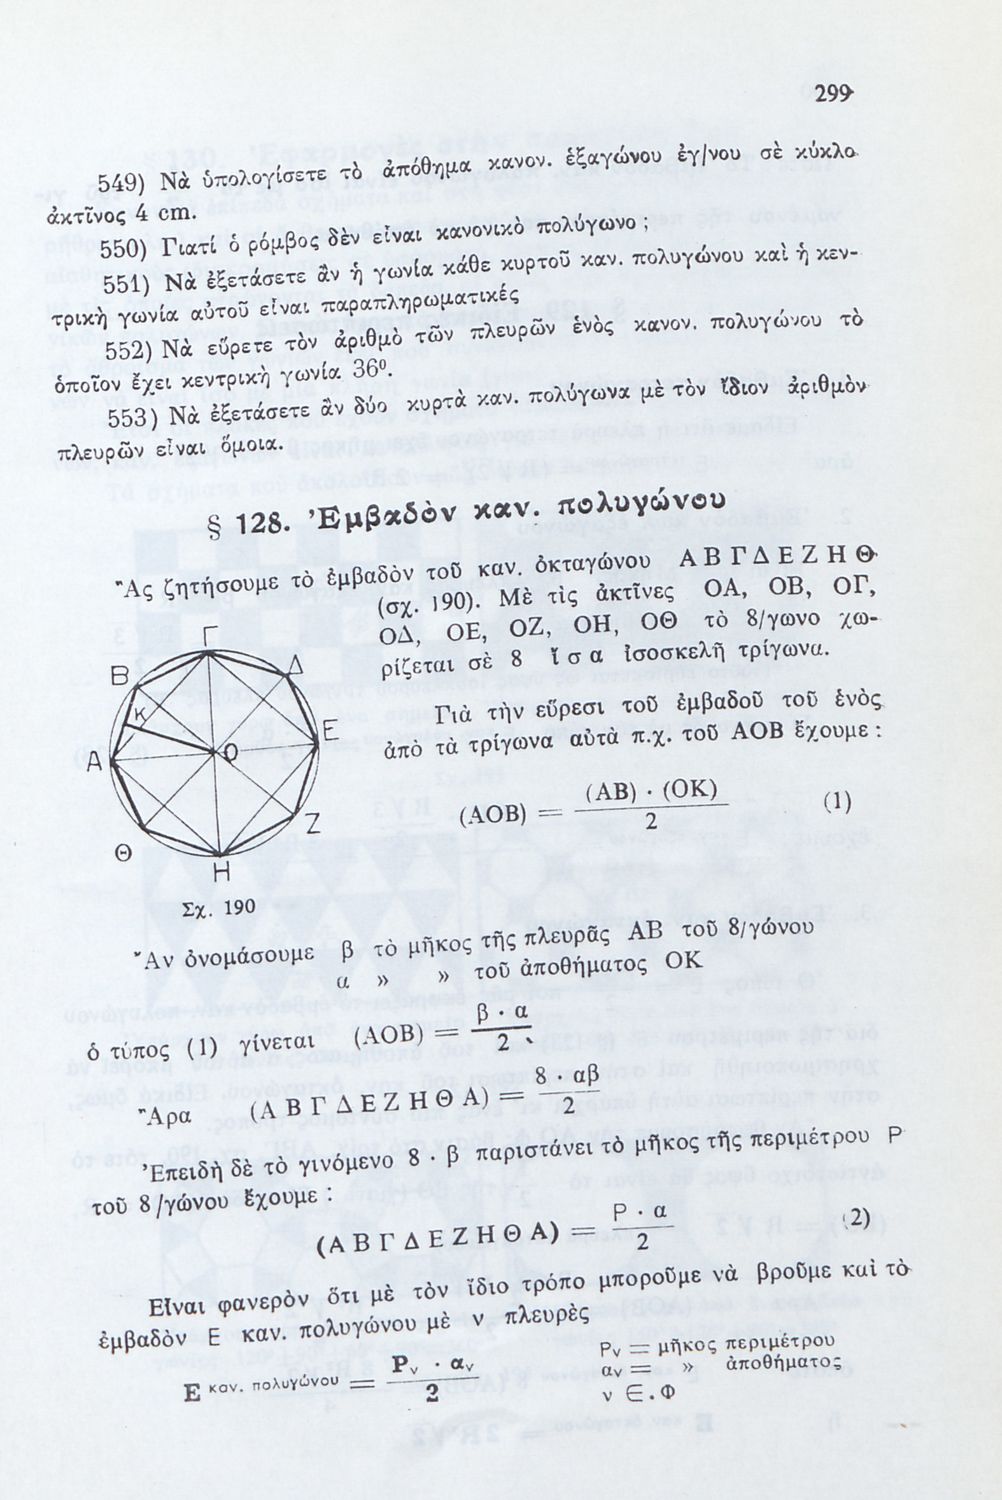 299
549) Νὰ ὑπολογίσετε τὸ ἀπόθημα κανον. ἑξαγώνου ἐγ/νου σὲ κύκλο
ἀκτῖνος 4 cm.
550) Γιατί ὁ ρόμβος δὲν εἶναι κανονικὸ πολύγωνο ;
551) Νὰ ἐξετάσετε ἂν ἡ γωνία κάθε κυρτοῦ καν. πολυγώνου καὶ ἡ κεν-
τρικὴ γωνία αὐτοῦ εἶναι παραπληρωματικές
552) Νὰ εὕρετε τὸν ἀριθμὸ τῶν πλευρῶν ἑνὸς κανον. πολυγώνου τὸ
ὁποῖον ἔχει κεντρικὴ γωνία 36⁰.
553) Νὰ ἐξετάσετε ἂν δύο κυρτὰ καν. πολύγωνα μὲ τὸν ἴδιον ἀριθμὸν
πλευρῶν εἶναι ὅμοια.
§ 128. Ἐμβαδὸν καν. πολυγώνου
Ἂς ζητήσουμε τὸ ἐμβαδὸν τοῦ καν. ὀκταγώνου Α Β Γ Δ Ε Ζ Η Θ
(σχ. 190). Μὲ τὶς ἀκτῖνες ΟΑ, ΟΒ, ΟΓ,
ΟΔ, ΟΕ, ΟΖ, ΟΗ, ΟΘ τὸ 8/γωνο χω-
ρίζεται σὲ 8 ἴ σ α ἰσοσκελῆ τρίγωνα.
Γιὰ τὴν εὕρεσι τοῦ ἐμβαδοῦ τοῦ ἑνὸς
ἀπὸ τὰ τρίγωνα αὐτὰ π.χ. τοῦ ΑΟΒ ἔχουμε :
(ΑΟΒ) = (ΑΒ) · (ΟΚ) / 2 (1)
Γ
Β
Δ
Κ
Α
Ο
Ε
Ζ
Θ
Η
Σχ. 190
Ἂν ὀνομάσουμε β τὸ μῆκος τῆς πλευρᾶς ΑΒ τοῦ 8/γώνου
α » » τοῦ ἀποθήματος ΟΚ
ὁ τύπος (1) γίνεται (ΑΟΒ) = β · α / 2
Ἄρα (Α Β Γ Δ Ε Ζ Η Θ Α) = 8 · αβ / 2
Ἐπειδὴ δὲ τὸ γινόμενο 8 · β παριστάνει τὸ μῆκος τῆς περιμέτρου Ρ
τοῦ 8/γώνου ἔχουμε :
(Α Β Γ Δ Ε Ζ Η Θ Α) = Ρ · α / 2 (2)
Εἶναι φανερὸν ὅτι μὲ τὸν ἴδιο τρόπο μποροῦμε νὰ βροῦμε καὶ τὸ
ἐμβαδὸν Ε καν. πολυγώνου μὲ ν πλευρὲς
Ε καν. πολυγώνου = Ρν · αν / 2
Ρν = μῆκος περιμέτρου
αν = » ἀποθήματος
ν ∈ . Φ